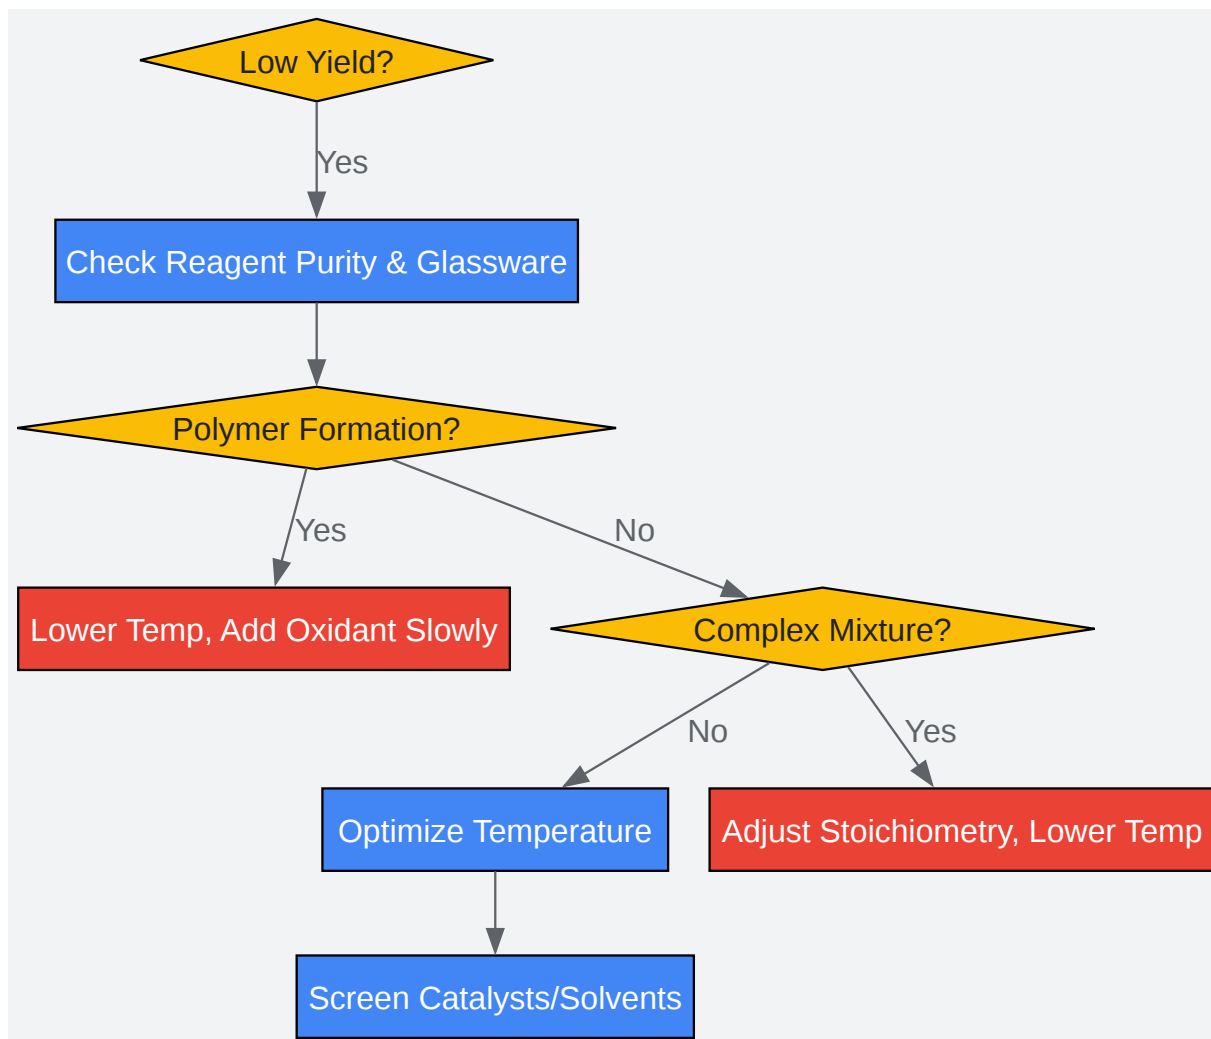 Low Yield?
Yes
Check Reagent Purity & Glassware
Polymer Formation?
Yes
No
Lower Temp, Add Oxidant Slowly
Complex Mixture?
No
Yes
Optimize Temperature
Adjust Stoichiometry, Lower Temp
Screen Catalysts/Solvents